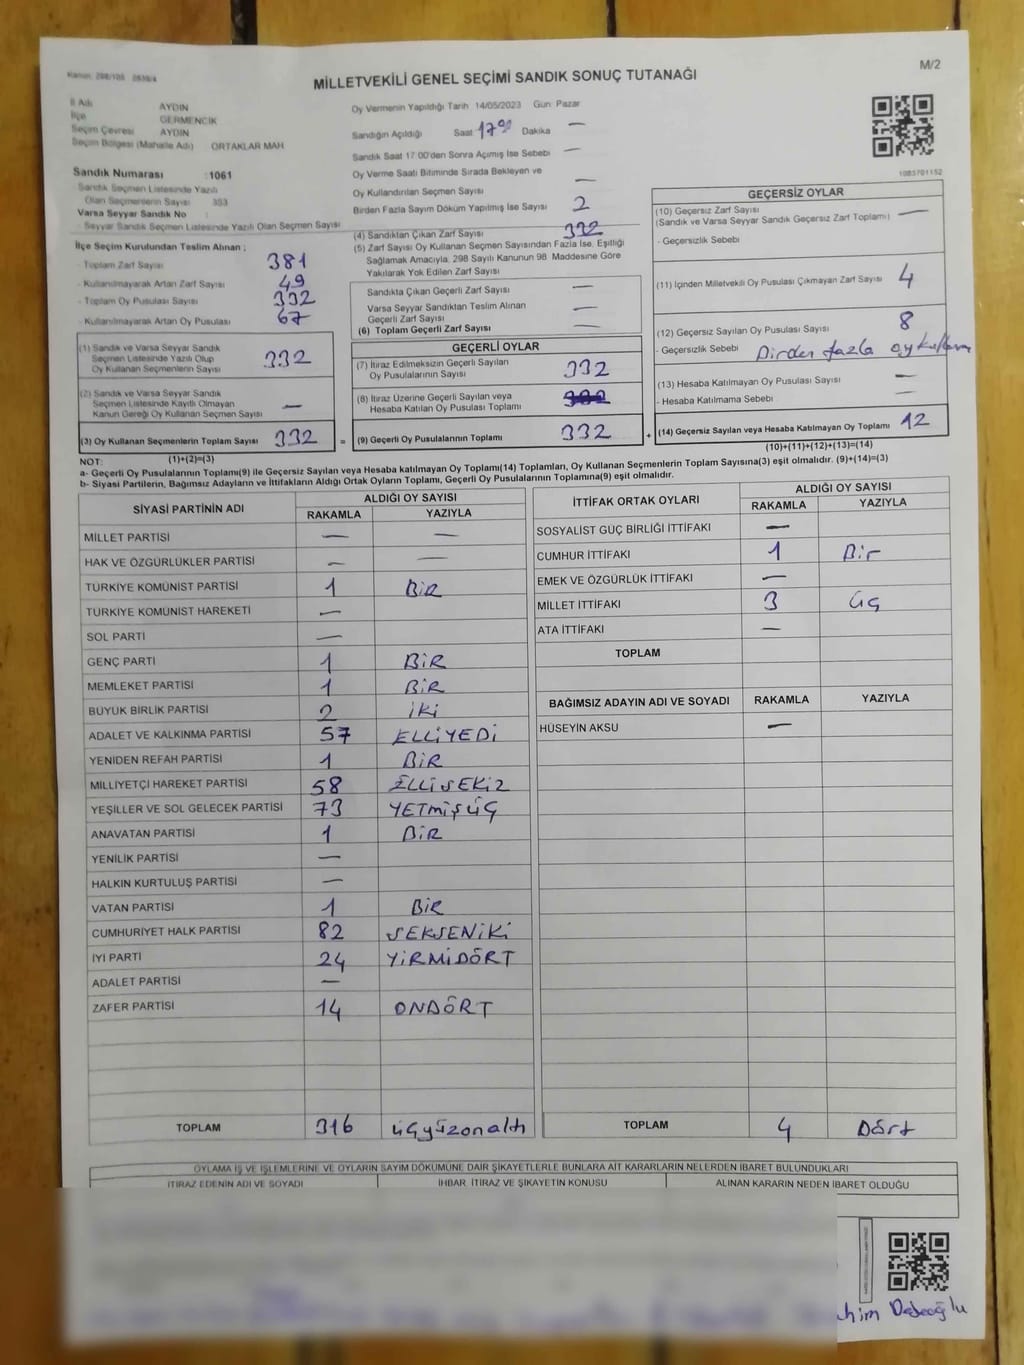 Kanun: 298/105 2839/4
MİLLETVEKİLİ GENEL SEÇİMİ SANDIK SONUÇ TUTANAĞI
M/2
İl Adı AYDIN
İlçe GERMENCİK
Seçim Çevresi AYDIN
Seçim Bölgesi (Mahalle Adı) ORTAKLAR MAH
Sandık Numarası : 1061
Sandık Seçmen Listesinde Yazılı
Olan Seçmenlerin Sayısı 393
Varsa Seyyar Sandık No :
Seyyar Sandık Seçmen Listesinde Yazılı Olan Seçmen Sayısı
İlçe Seçim Kurulundan Teslim Alınan ;
- Toplam Zarf Sayısı 381
- Kullanılmayarak Artan Zarf Sayısı 49
- Toplam Oy Pusulası Sayısı 332
- Kullanılmayarak Artan Oy Pusulası 67
(1) Sandık ve Varsa Seyyar Sandık
Seçmen Listesinde Yazılı Olup
Oy Kullanan Seçmenlerin Sayısı 332
(2) Sandık ve Varsa Seyyar Sandık
Seçmen Listesinde Kayıtlı Olmayan
Kanun Gereği Oy Kullanan Seçmen Sayısı —
(3) Oy Kullanan Seçmenlerin Toplam Sayısı 332 =
(1)+(2)=(3)
Oy Vermenin Yapıldığı Tarih 14/05/2023 Gün Pazar
Sandığın Açıldığı Saat 17 00 Dakika —
Sandık Saat 17:00'den Sonra Açımış İse Sebebi —
Oy Verme Saati Bitiminde Sırada Bekleyen ve
Oy Kullandırılan Seçmen Sayısı —
Birden Fazla Sayım Döküm Yapılmış İse Sayısı 2
(4) Sandıktan Çıkan Zarf Sayısı 332
(5) Zarf Sayısı Oy Kullanan Seçmen Sayısından Fazla İse, Eşitliği
Sağlamak Amacıyla, 298 Sayılı Kanunun 98. Maddesine Göre
Yakılarak Yok Edilen Zarf Sayısı
Sandıkta Çıkan Geçerli Zarf Sayısı —
Varsa Seyyar Sandıktan Teslim Alınan
Geçerli Zarf Sayısı —
(6) Toplam Geçerli Zarf Sayısı —
GEÇERLİ OYLAR
(7) İtiraz Edilmeksizin Geçerli Sayılan
Oy Pusulalarının Sayısı 332
(8) İtiraz Üzerine Geçerli Sayılan veya
Hesaba Katılan Oy Pusulası Toplamı
(9) Geçerli Oy Pusulalarının Toplamı 332 +
1083701152
GEÇERSİZ OYLAR
(10) Geçersiz Zarf Sayısı —
(Sandık ve Varsa Seyyar Sandık Geçersiz Zarf Toplamı)
- Geçersizlik Sebebi
(11) İçinden Milletvekili Oy Pusulası Çıkmayan Zarf Sayısı 4
(12) Geçersiz Sayılan Oy Pusulası Sayısı 8
- Geçersizlik Sebebi Birden fazla oy kullanım
(13) Hesaba Katılmayan Oy Pusulası Sayısı —
- Hesaba Katılmama Sebebi —
(14) Geçersiz Sayılan veya Hesaba Katılmayan Oy Toplamı 12
(10)+(11)+(12)+(13)=(14)
NOT:
a- Geçerli Oy Pusulalarının Toplamı(9) ile Geçersiz Sayılan veya Hesaba katılmayan Oy Toplamı(14) Toplamları, Oy Kullanan Seçmenlerin Toplam Sayısına(3) eşit olmalıdır. (9)+(14)=(3)
b- Siyasi Partilerin, Bağımsız Adayların ve İttifakların Aldığı Ortak Oyların Toplamı, Geçerli Oy Pusulalarının Toplamına(9) eşit olmalıdır.
SİYASİ PARTİNİN ADI ALDIĞI OY SAYISI
RAKAMLA YAZIYLA
MİLLET PARTİSİ — —
HAK VE ÖZGÜRLÜKLER PARTİSİ — —
TÜRKİYE KOMÜNİST PARTİSİ 1 BİR
TÜRKİYE KOMÜNİST HAREKETİ —
SOL PARTİ —
GENÇ PARTİ 1 BİR
MEMLEKET PARTİSİ 1 BİR
BÜYÜK BİRLİK PARTİSİ 2 İKİ
ADALET VE KALKINMA PARTİSİ 57 ELLİYEDİ
YENİDEN REFAH PARTİSİ 1 BİR
MİLLİYETÇİ HAREKET PARTİSİ 58 ELLİSEKİZ
YEŞİLLER VE SOL GELECEK PARTİSİ 73 YETMİŞÜÇ
ANAVATAN PARTİSİ 1 BİR
YENİLİK PARTİSİ —
HALKIN KURTULUŞ PARTİSİ —
VATAN PARTİSİ 1 BİR
CUMHURİYET HALK PARTİSİ 82 SEKSENİKİ
İYİ PARTİ 24 YİRMİDÖRT
ADALET PARTİSİ —
ZAFER PARTİSİ 14 ONDÖRT
TOPLAM 316 üçyüzonaltı
İTTİFAK ORTAK OYLARI ALDIĞI OY SAYISI
RAKAMLA YAZIYLA
SOSYALİST GÜÇ BİRLİĞİ İTTİFAKI —
CUMHUR İTTİFAKI 1 Bir
EMEK VE ÖZGÜRLÜK İTTİFAKI —
MİLLET İTTİFAKI 3 üç
ATA İTTİFAKI —
TOPLAM
BAĞIMSIZ ADAYIN ADI VE SOYADI RAKAMLA YAZIYLA
HÜSEYİN AKSU —
TOPLAM 4 Dört
OYLAMA İŞ VE İŞLEMLERİNE VE OYLARIN SAYIM DÖKÜMÜNE DAİR ŞİKAYETLERLE BUNLARA AİT KARARLARIN NELERDEN İBARET BULUNDUKLARI
İTİRAZ EDENİN ADI VE SOYADI İHBAR, İTİRAZ VE ŞİKAYETİN KONUSU ALINAN KARARIN NEDEN İBARET OLDUĞU
him Dedeoğlu